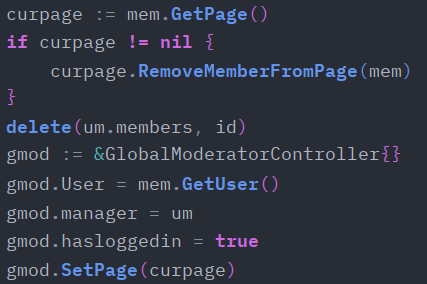 curpage := mem.GetPage()
if curpage != nil {
    curpage.RemoveMemberFromPage(mem)
}
delete(um.members, id)
gmod := &GlobalModeratorController{}
gmod.User = mem.GetUser()
gmod.manager = um
gmod.hasloggedin = true
gmod.SetPage(curpage)